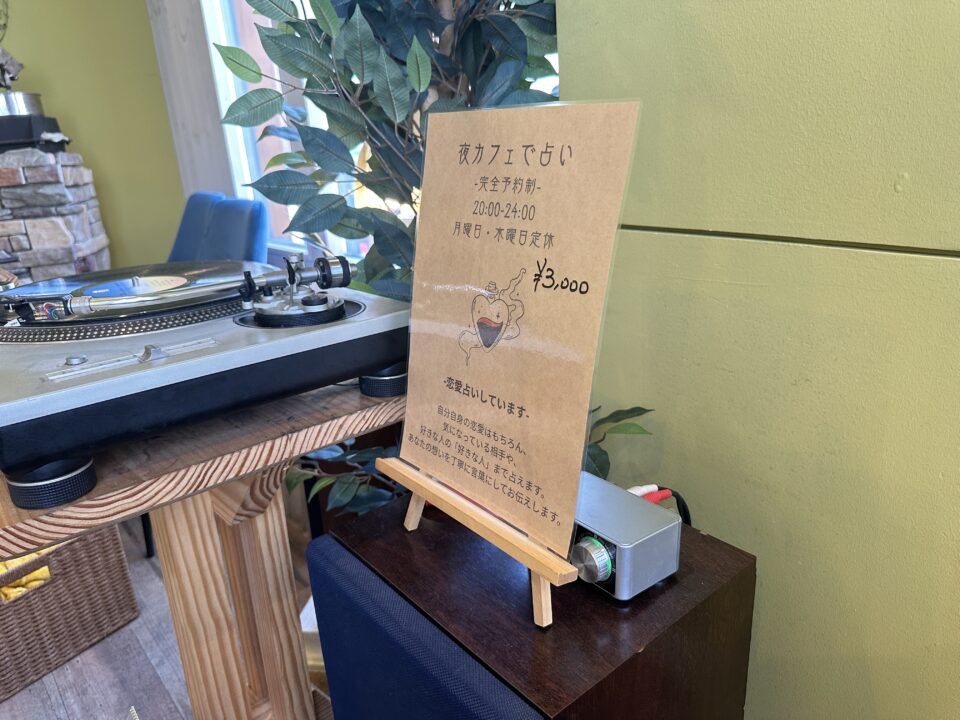 夜カフェで占い
-完全予約制-
20:00-24:00
月曜日・木曜日定休
¥3,000
-恋愛占いしています-
自分自身の恋愛はもちろん、
気になっている相手や、
好きな人の「好きな人」まで占えます。
あなたの想いを丁寧に言葉にしてお伝えします。